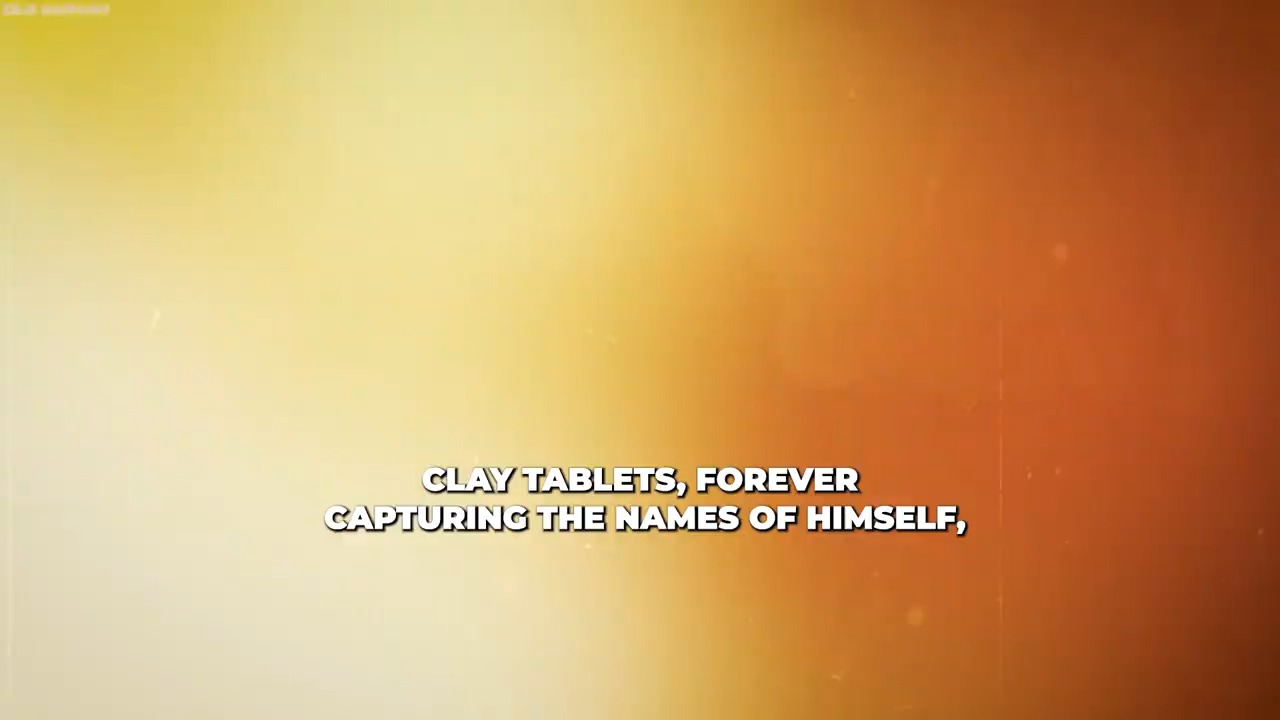 CLAY TABLETS, FOREVER
CAPTURING THE NAMES OF HIMSELF,